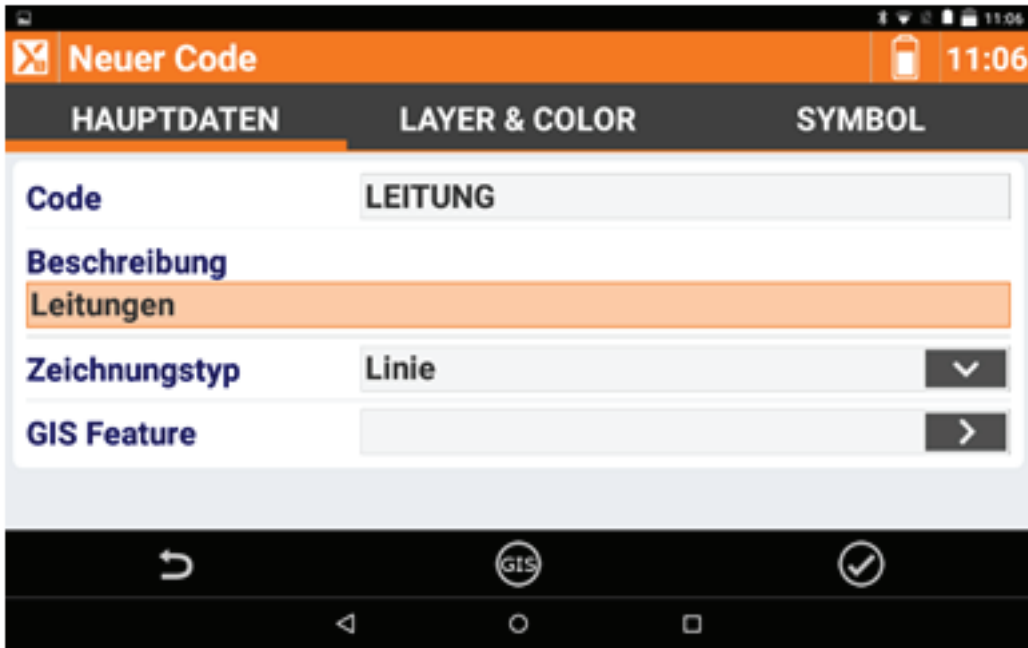 11:06
Neuer Code 11:06
HAUPTDATEN LAYER & COLOR SYMBOL
Code LEITUNG
Beschreibung
Leitungen
Zeichnungstyp Linie
GIS Feature
GIS